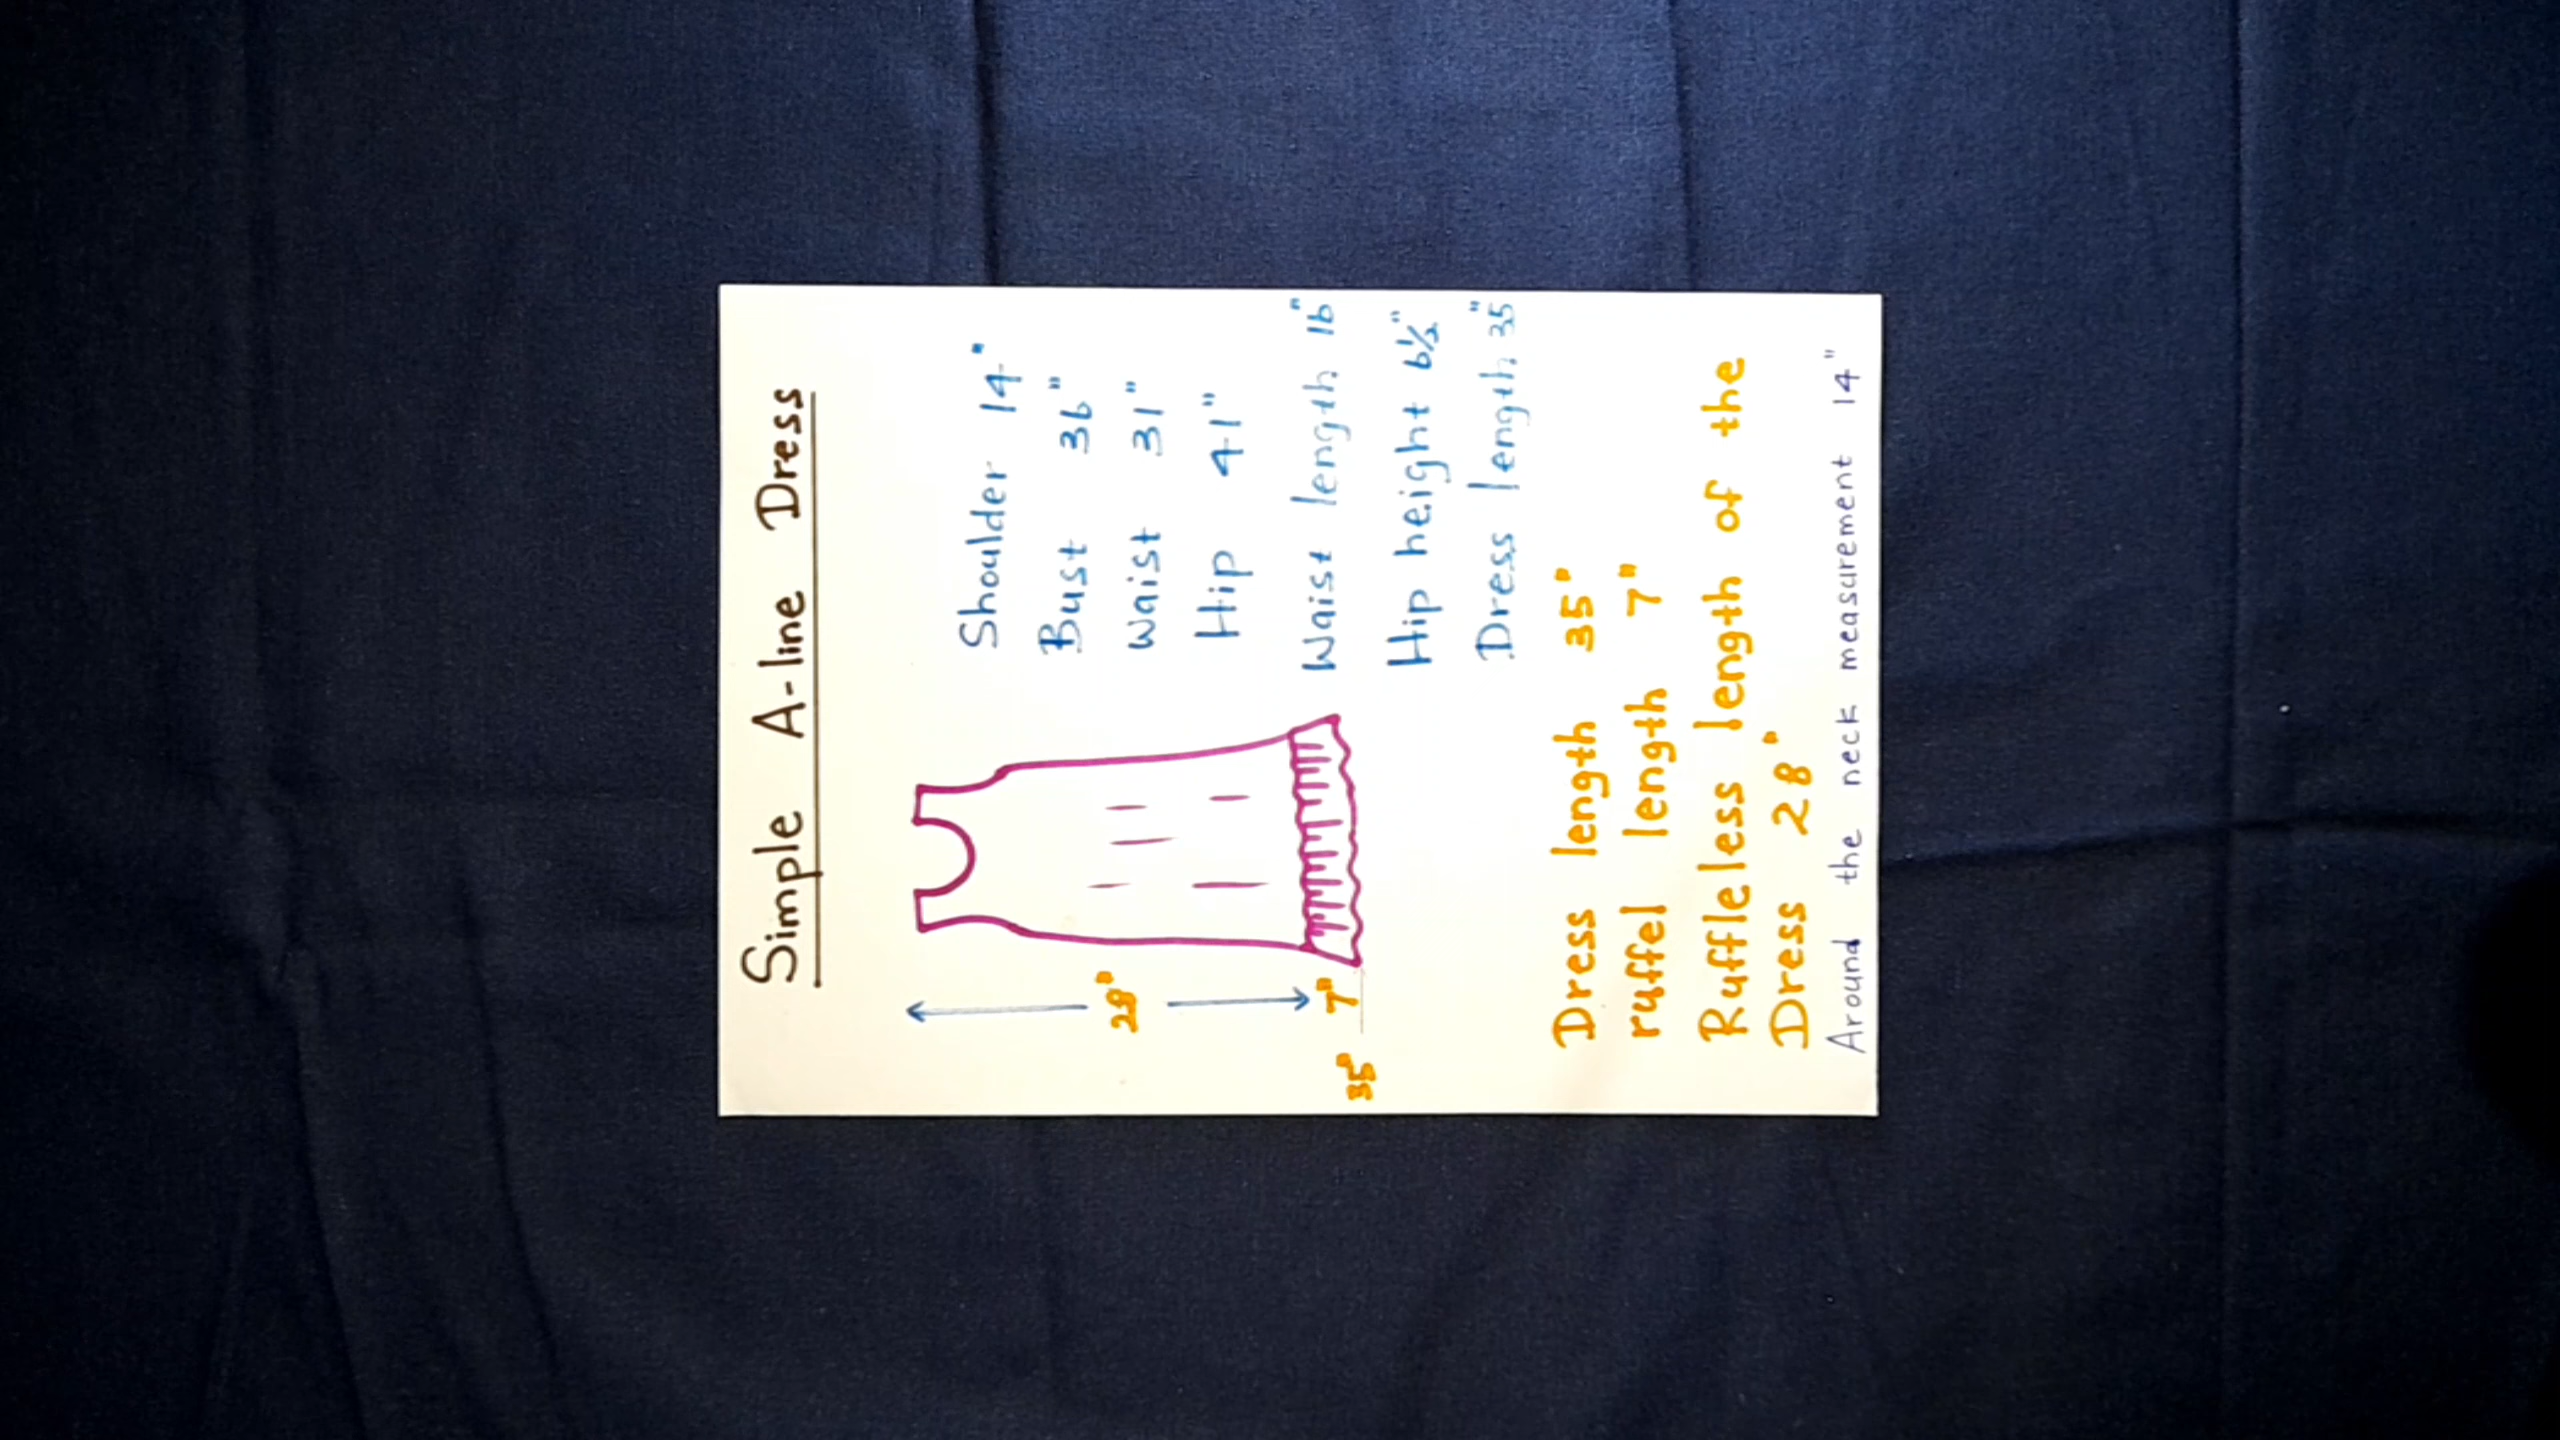 Simple A-line Dress
Shoulder 14"
Bust 36"
Waist 31"
Hip 41"
Waist length 16"
Hip height 6½"
Dress length 35"
28"
7"
35"
Dress length 35"
ruffel length 7"
Ruffleless length of the
Dress 28"
Around the neck measurement 14"